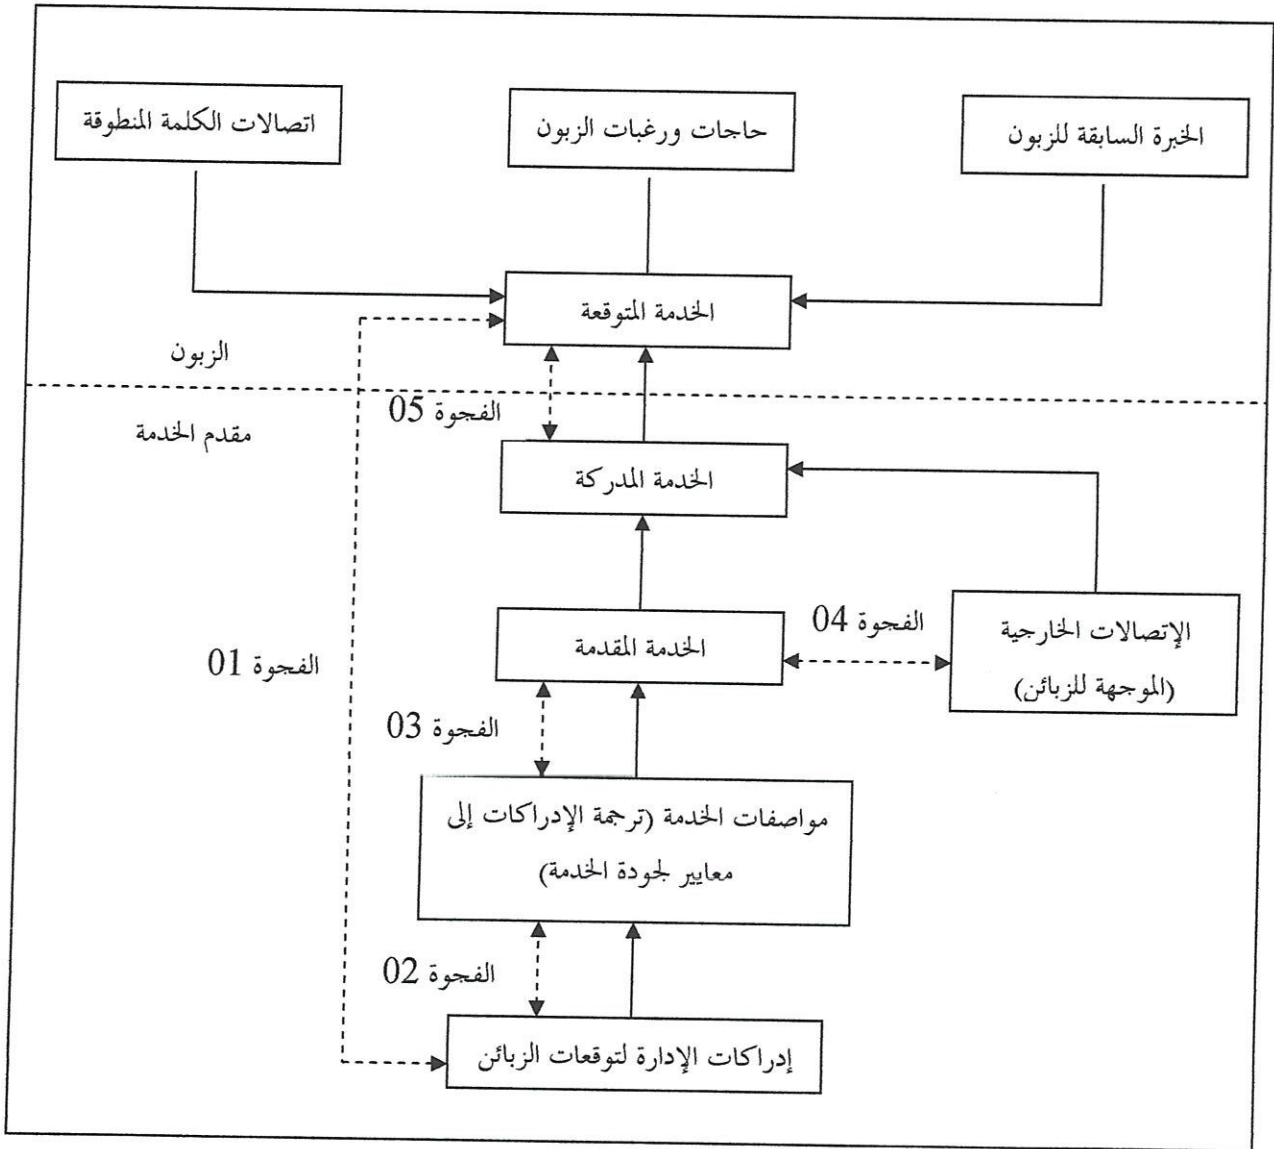 الخبرة السابقة للزبون
حاجات ورغبات الزبون
اتصالات الكلمة المنطوقة
الخدمة المتوقعة
الزبون
الفجوة 05
مقدم الخدمة
الخدمة المدركة
الفجوة 04
الإتصالات الخارجية
(الموجهة للزبائن)
الخدمة المقدمة
الفجوة 01
الفجوة 03
مواصفات الخدمة (ترجمة الإدراكات إلى
معايير لجودة الخدمة)
الفجوة 02
إدراكات الإدارة لتوقعات الزبائن